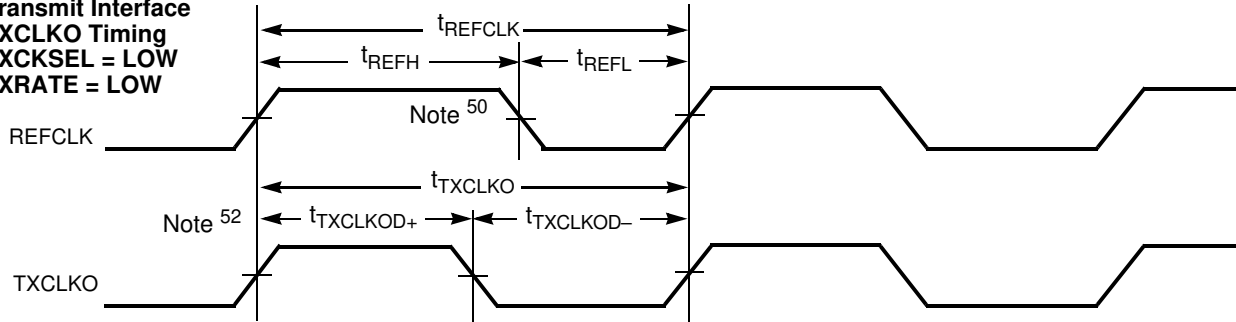 ransmit Interface
XCLKO Timing
XCKSEL = LOW
XRATE = LOW
tREFCLK
tREFH
tREFL
Note 50
REFCLK
tTXCLKO
Note 52
tTXCLKOD+
tTXCLKOD–
TXCLKO